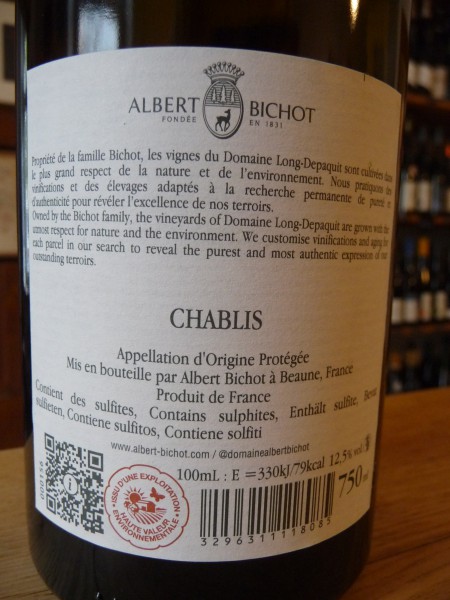 ALBERT BICHOT
FONDÉE EN 1831
Propriété de la famille Bichot, les vignes du Domaine Long-Depaquit sont cultivées dans
le plus grand respect de la nature et de l'environnement. Nous pratiquons des
vinifications et des élevages adaptés à la recherche permanente de pureté et
d'authenticité pour révéler l'excellence de nos terroirs.
Owned by the Bichot family, the vineyards of Domaine Long-Depaquit are grown with the
utmost respect for nature and the environment. We customise vinifications and aging for
each parcel in our search to reveal the purest and most authentic expression of our
outstanding terroirs.
CHABLIS
Appellation d'Origine Protégée
Mis en bouteille par Albert Bichot à Beaune, France
Produit de France
Contient des sulfites, Contains sulphites, Enthält sulfite, Bevat
sulfieten, Contiene sulfitos, Contiene solfiti
www.albert-bichot.com / @domainealbertbichot
100mL : E =330kJ/79kcal 12,5% vol.
750 ml
ISSU D'UNE EXPLOITATION
HAUTE VALEUR
ENVIRONNEMENTALE
3296311118085